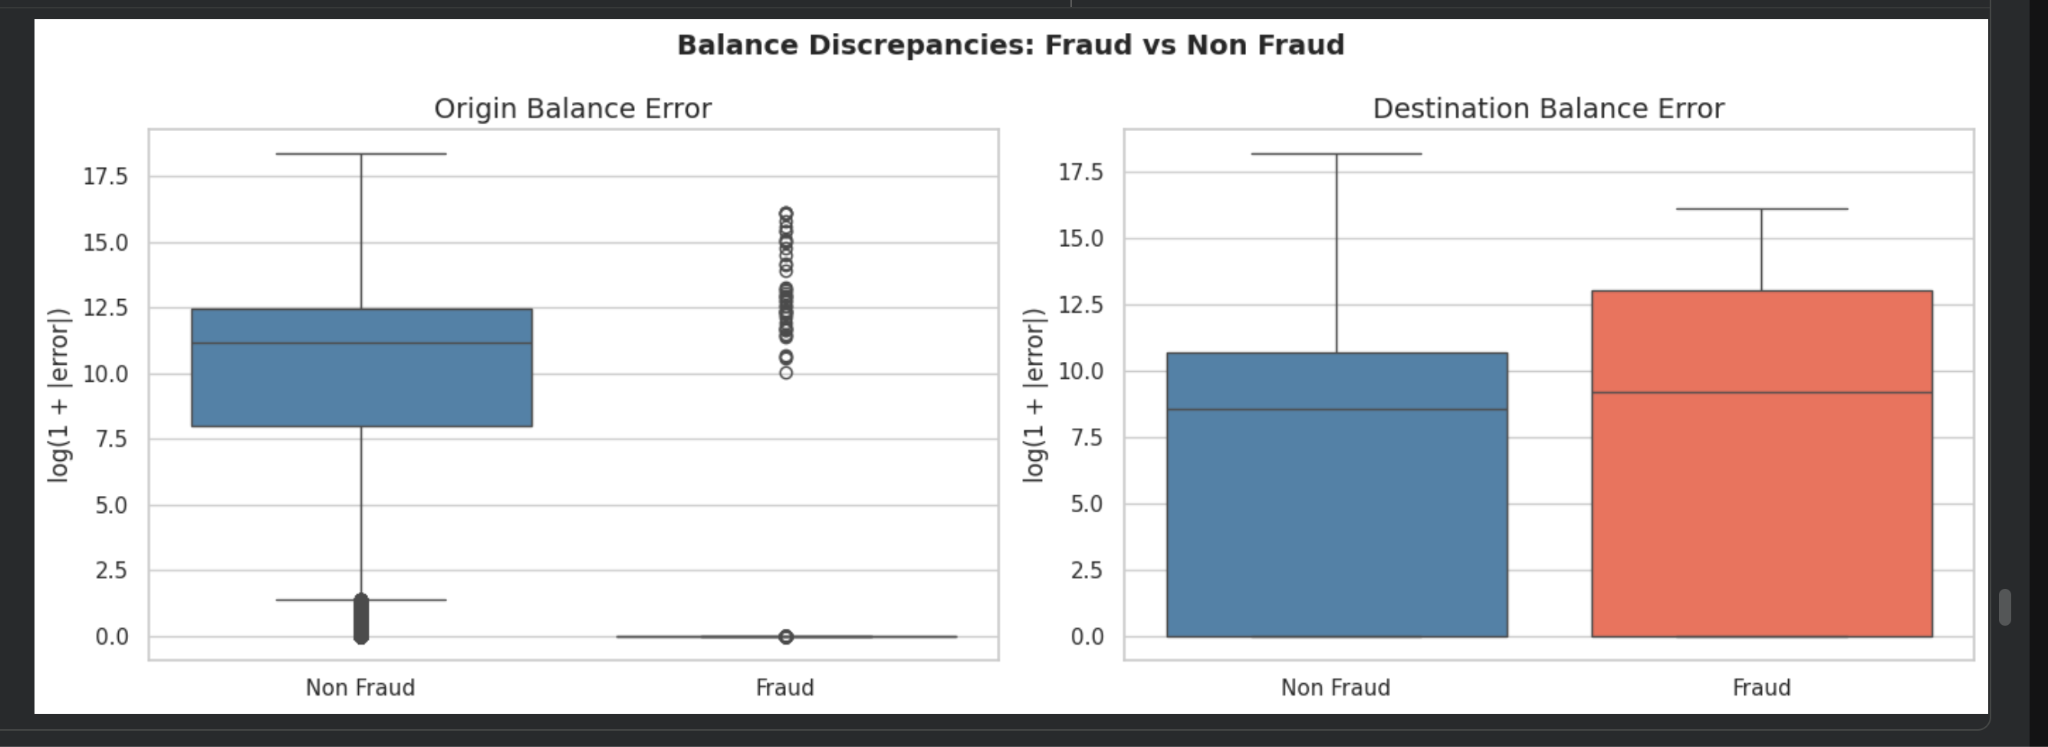 Balance Discrepancies: Fraud vs Non Fraud
Origin Balance Error
log(1 + |error|)
17.5
15.0
12.5
10.0
7.5
5.0
2.5
0.0
Non Fraud
Fraud
Destination Balance Error
log(1 + |error|)
17.5
15.0
12.5
10.0
7.5
5.0
2.5
0.0
Non Fraud
Fraud